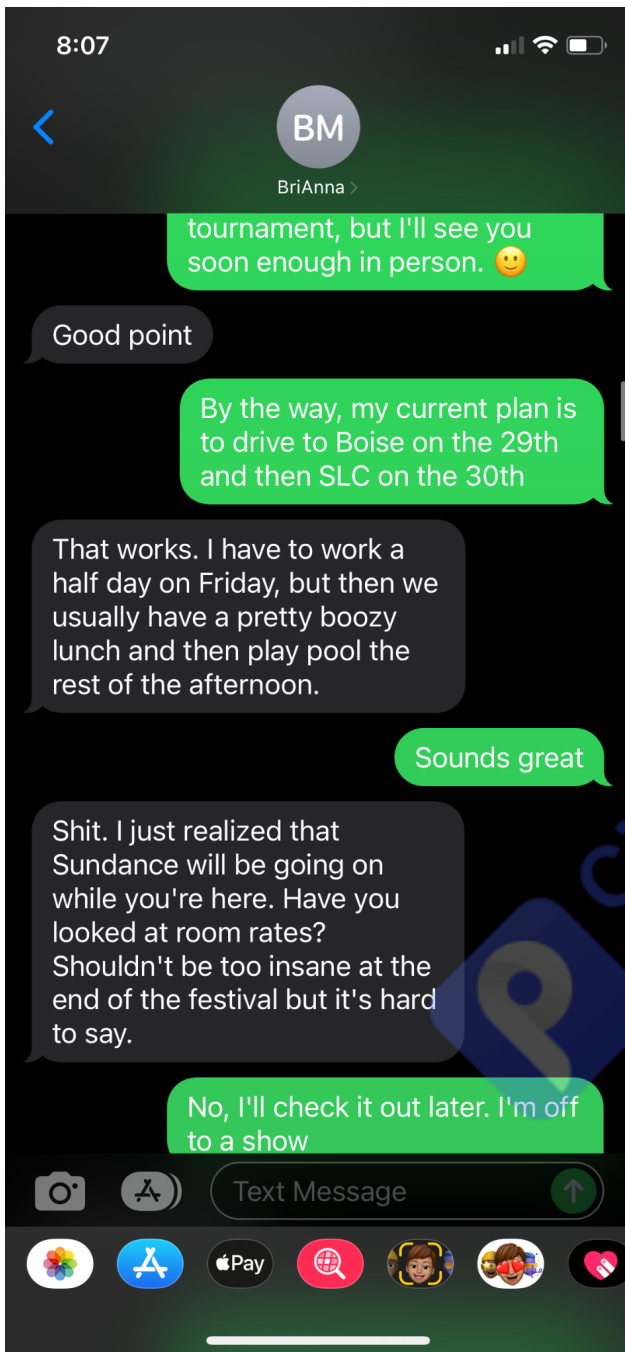 8:07
BM
BriAnna
tournament, but I'll see you
soon enough in person. 🙂
Good point
By the way, my current plan is
to drive to Boise on the 29th
and then SLC on the 30th
That works. I have to work a
half day on Friday, but then we
usually have a pretty boozy
lunch and then play pool the
rest of the afternoon.
Sounds great
Shit. I just realized that
Sundance will be going on
while you're here. Have you
looked at room rates?
Shouldn't be too insane at the
end of the festival but it's hard
to say.
No, I'll check it out later. I'm off
to a show
Text Message
Pay